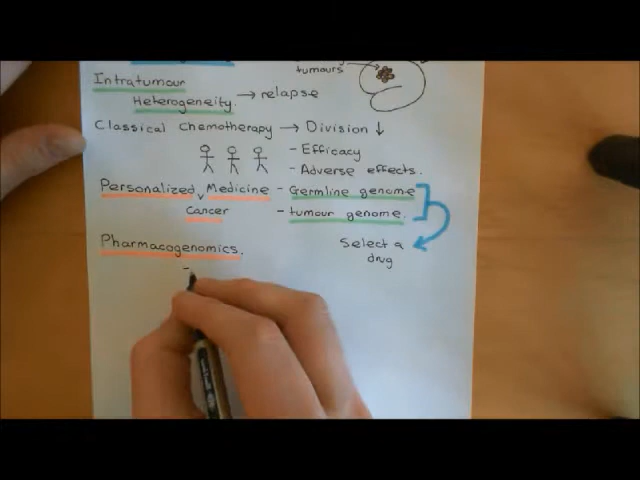 tumours
Intratumour
Heterogeneity. → relapse
Classical Chemotherapy → Division ↓
- Efficacy
- Adverse effects.
Personalized Medicine - Germline genome
Cancer - tumour genome.
Pharmacogenomics.
Select a
drug
-